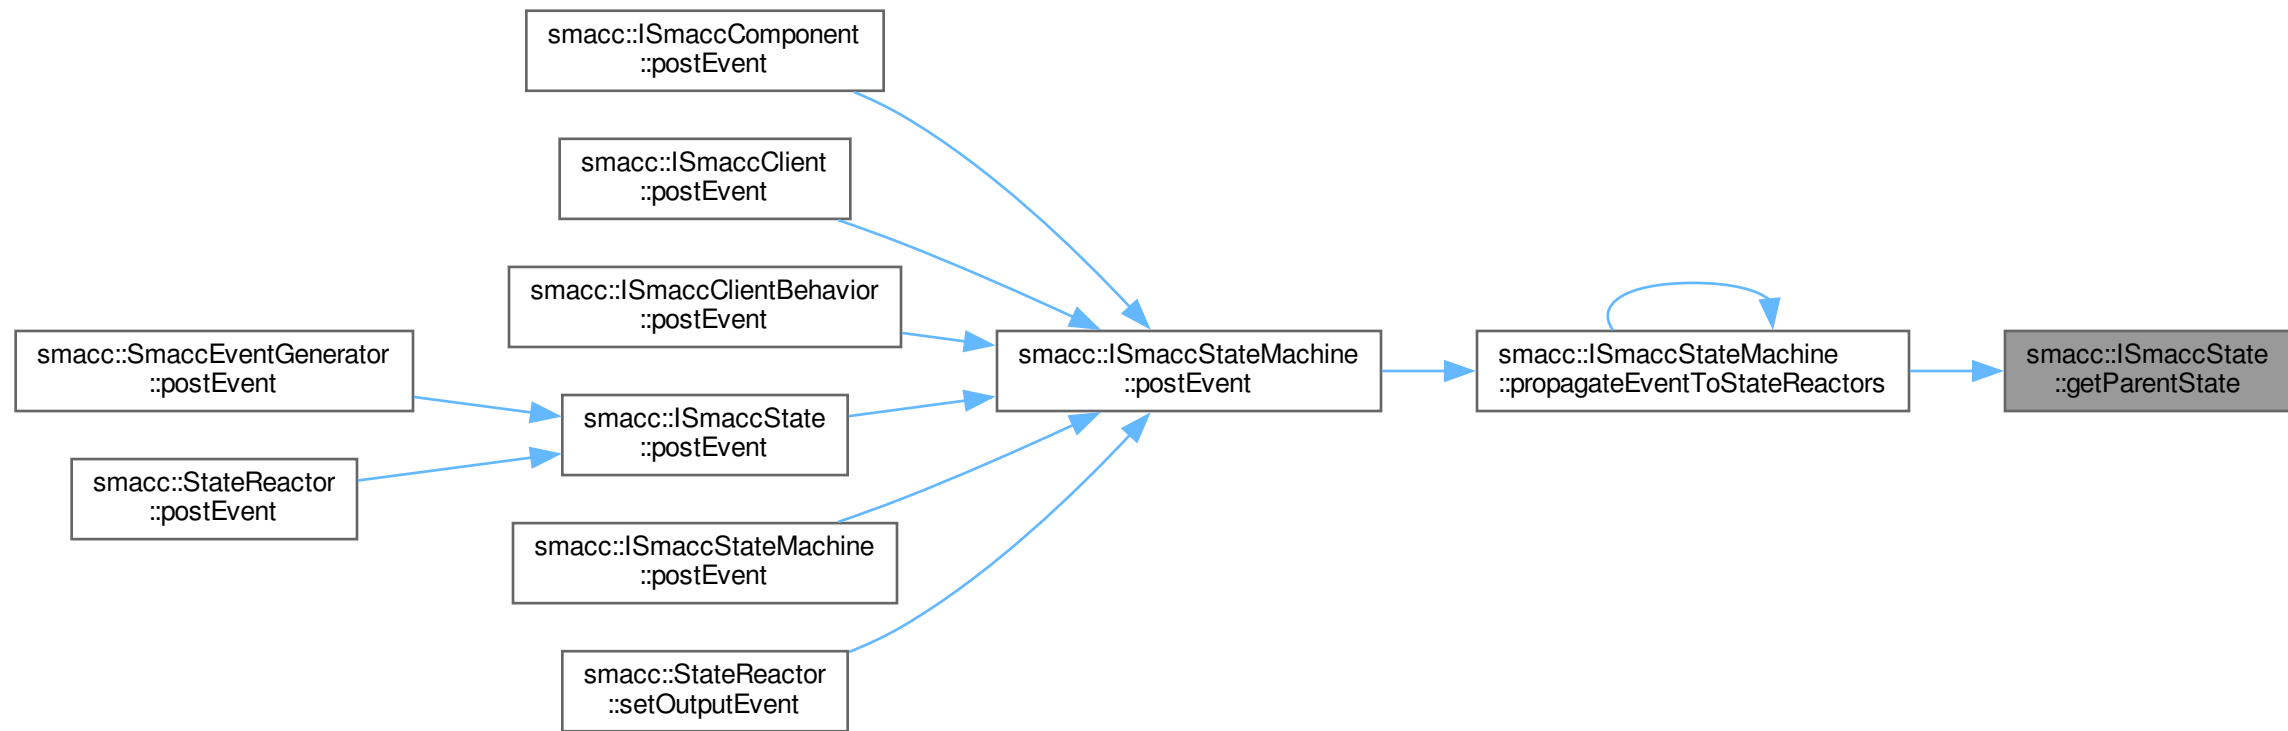 smacc::ISmaccComponent
::postEvent
smacc::ISmaccClient
::postEvent
smacc::ISmaccClientBehavior
::postEvent
smacc::SmaccEventGenerator
::postEvent
smacc::ISmaccStateMachine
::postEvent
smacc::ISmaccStateMachine
::propagateEventToStateReactors
smacc::ISmaccState
::getParentState
smacc::ISmaccState
::postEvent
smacc::StateReactor
::postEvent
smacc::ISmaccStateMachine
::postEvent
smacc::StateReactor
::setOutputEvent